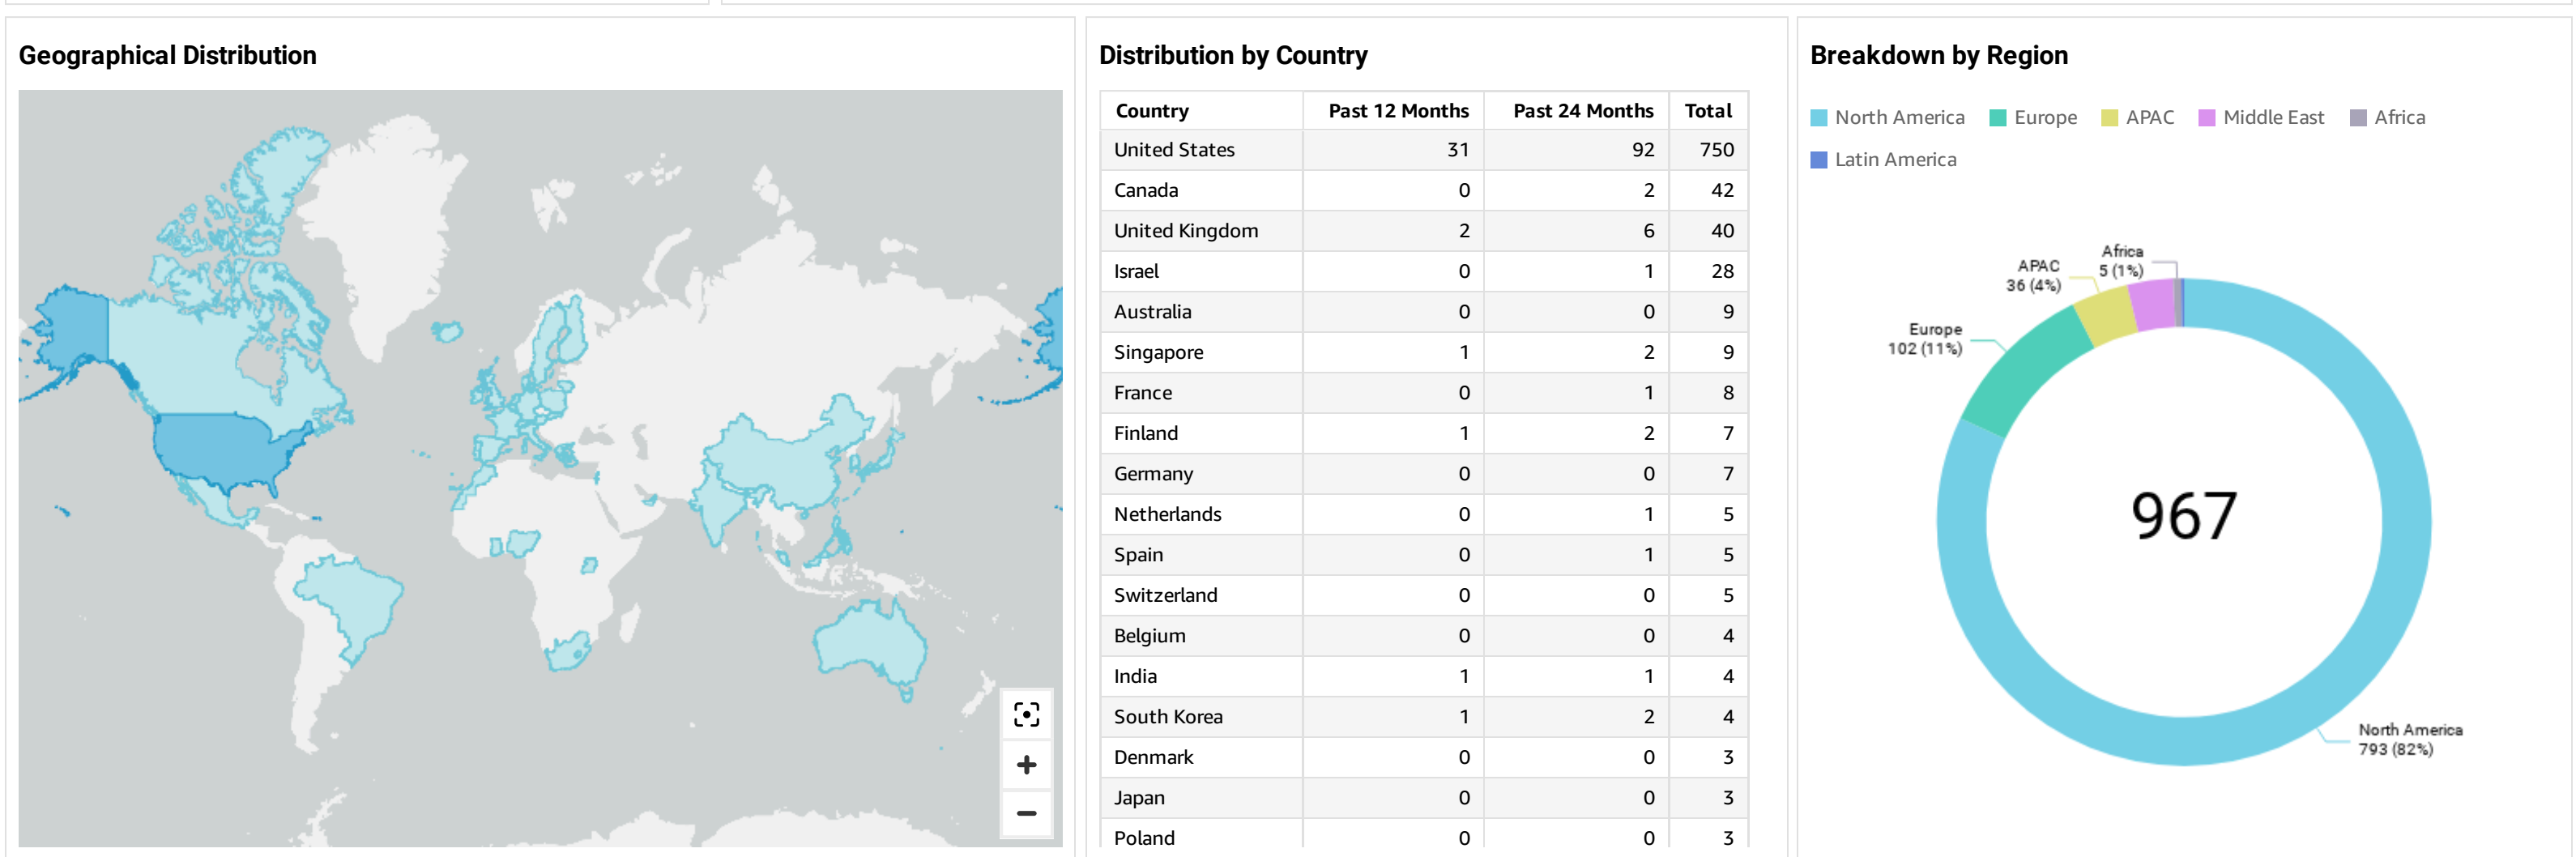 Geographical Distribution
Distribution by Country
Country Past 12 Months Past 24 Months Total
United States 31 92 750
Canada 0 2 42
United Kingdom 2 6 40
Israel 0 1 28
Australia 0 0 9
Singapore 1 2 9
France 0 1 8
Finland 1 2 7
Germany 0 0 7
Netherlands 0 1 5
Spain 0 1 5
Switzerland 0 0 5
Belgium 0 0 4
India 1 1 4
South Korea 1 2 4
Denmark 0 0 3
Japan 0 0 3
Poland 0 0 3
Breakdown by Region
North America Europe APAC Middle East Africa
Latin America
Africa
5 (1%)
APAC
36 (4%)
Europe
102 (11%)
967
North America
793 (82%)